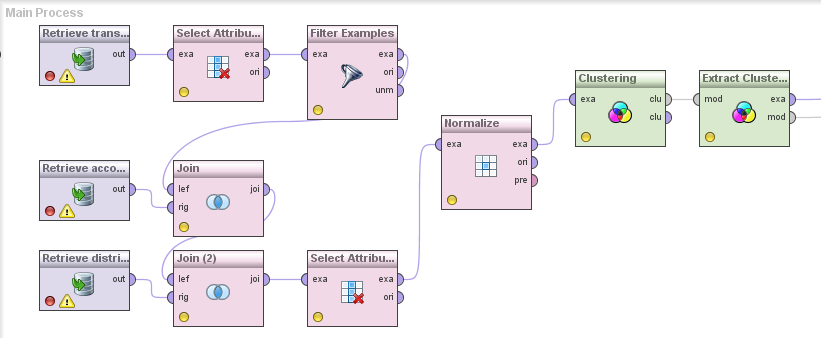 Main Process
Retrieve trans...
out
Select Attribu...
exa exa
ori
Filter Examples
exa exa
ori
unm
Clustering
exa clu
clu
Extract Cluste...
mod exa
mod
Normalize
exa exa
ori
pre
Retrieve acco...
out
Join
lef joi
rig
Retrieve distri...
out
Join (2)
lef joi
rig
Select Attribu...
exa exa
ori